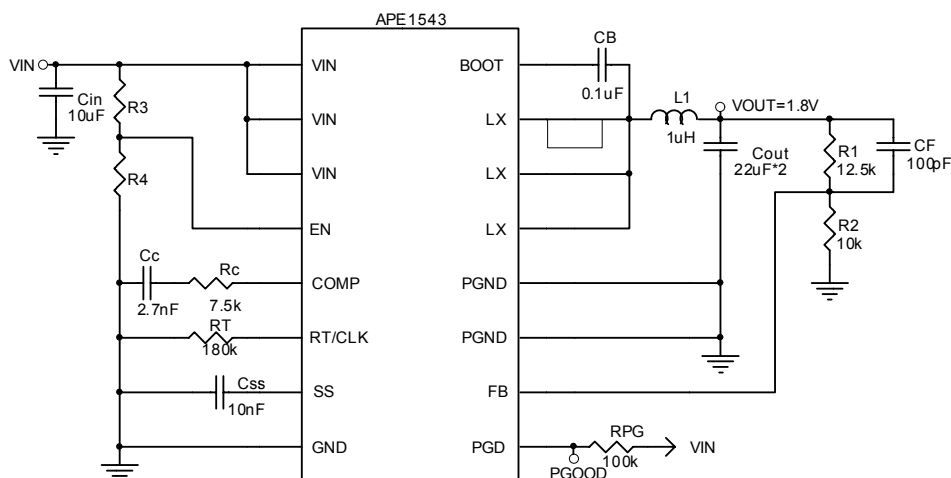 APE1543
VIN
Cin
10uF
R3
R4
Cc
2.7nF
Rc
7.5k
RT
180k
Css
10nF
VIN
VIN
VIN
EN
COMP
RT/CLK
SS
GND
BOOT
LX
LX
LX
PGND
PGND
FB
PGD
CB
0.1uF
L1
1uH
VOUT=1.8V
Cout
22uF*2
R1
12.5k
CF
100pF
R2
10k
RPG
100k
VIN
PGOOD